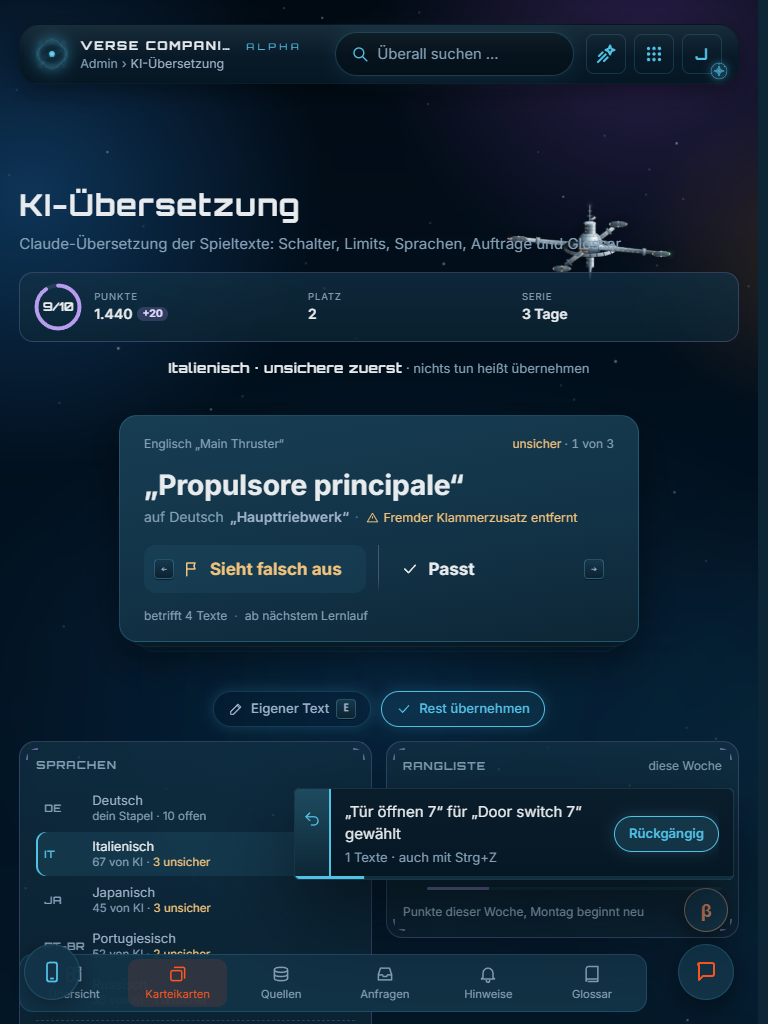 VERSE COMPANI… ALPHA
Admin › KI-Übersetzung
Überall suchen ...
KI-Übersetzung
Claude-Übersetzung der Spieltexte: Schalter, Limits, Sprachen, Aufträge und Glossar
9/10
PUNKTE
1.440 +20
PLATZ
2
SERIE
3 Tage
Italienisch · unsichere zuerst · nichts tun heißt übernehmen
Englisch „Main Thruster“
unsicher · 1 von 3
„Propulsore principale“
auf Deutsch „Haupttriebwerk“ · Fremder Klammerzusatz entfernt
Sieht falsch aus
Passt
betrifft 4 Texte · ab nächstem Lernlauf
Eigener Text E
Rest übernehmen
SPRACHEN
DE Deutsch
dein Stapel · 10 offen
IT Italienisch
67 von KI · 3 unsicher
JA Japanisch
45 von KI · 3 unsicher
Portugiesisch
RANGLISTE diese Woche
„Tür öffnen 7“ für „Door switch 7“
gewählt
1 Texte · auch mit Strg+Z
Rückgängig
Punkte dieser Woche, Montag beginnt neu
β
Karteikarten
Quellen
Anfragen
Hinweise
Glossar